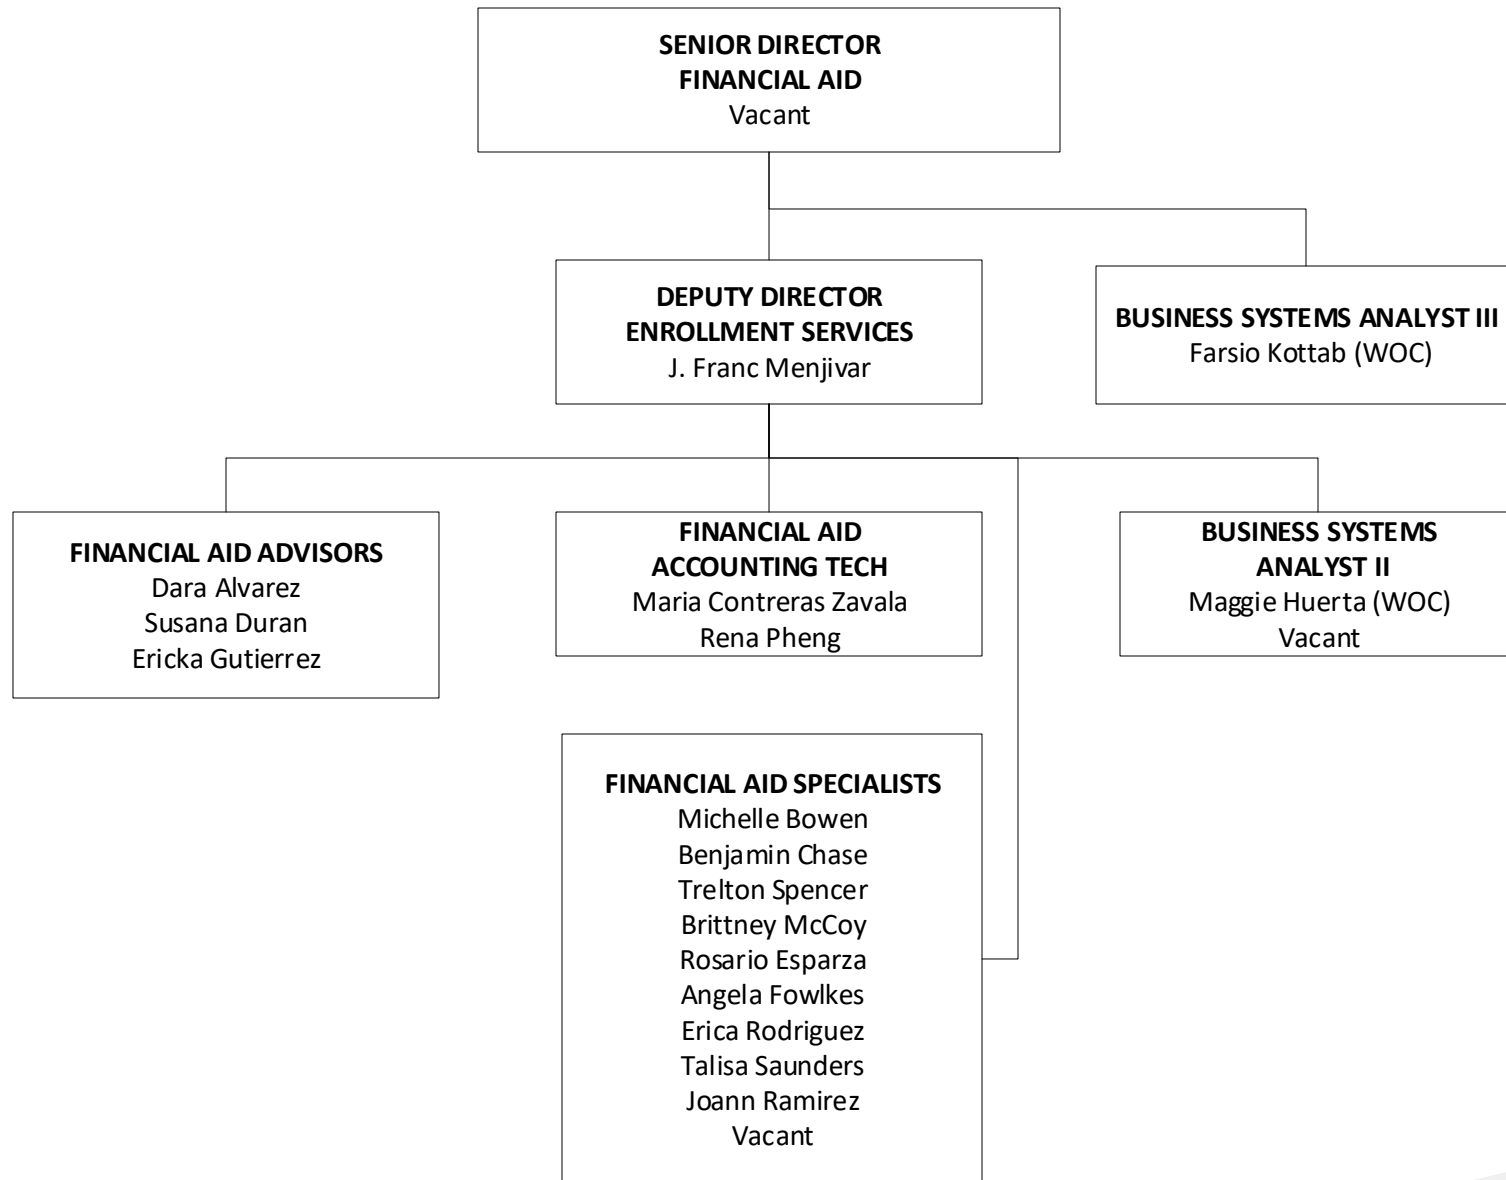 SENIOR DIRECTOR
FINANCIAL AID
Vacant
DEPUTY DIRECTOR
ENROLLMENT SERVICES
J. Franc Menjivar
BUSINESS SYSTEMS ANALYST III
Farsio Kottab (WOC)
FINANCIAL AID ADVISORS
Dara Alvarez
Susana Duran
Ericka Gutierrez
FINANCIAL AID
ACCOUNTING TECH
Maria Contreras Zavala
Rena Pheng
BUSINESS SYSTEMS
ANALYST II
Maggie Huerta (WOC)
Vacant
FINANCIAL AID SPECIALISTS
Michelle Bowen
Benjamin Chase
Trelton Spencer
Brittney McCoy
Rosario Esparza
Angela Fowlkes
Erica Rodriguez
Talisa Saunders
Joann Ramirez
Vacant